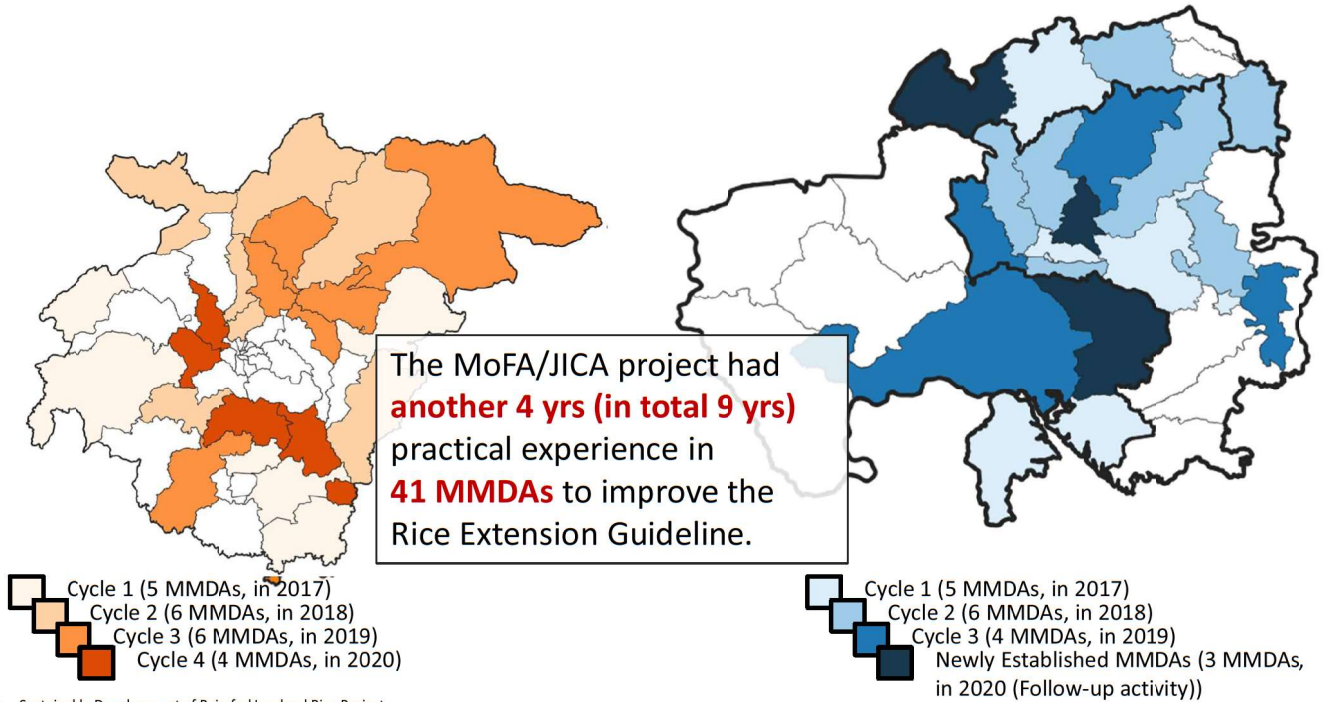 The MoFA/JICA project had
another 4 yrs (in total 9 yrs)
practical experience in
41 MMDAs to improve the
Rice Extension Guideline.
Cycle 1 (5 MMDAs, in 2017)
Cycle 2 (6 MMDAs, in 2018)
Cycle 3 (6 MMDAs, in 2019)
Cycle 4 (4 MMDAs, in 2020)
Cycle 1 (5 MMDAs, in 2017)
Cycle 2 (6 MMDAs, in 2018)
Cycle 3 (4 MMDAs, in 2019)
Newly Established MMDAs (3 MMDAs,
in 2020 (Follow-up activity))